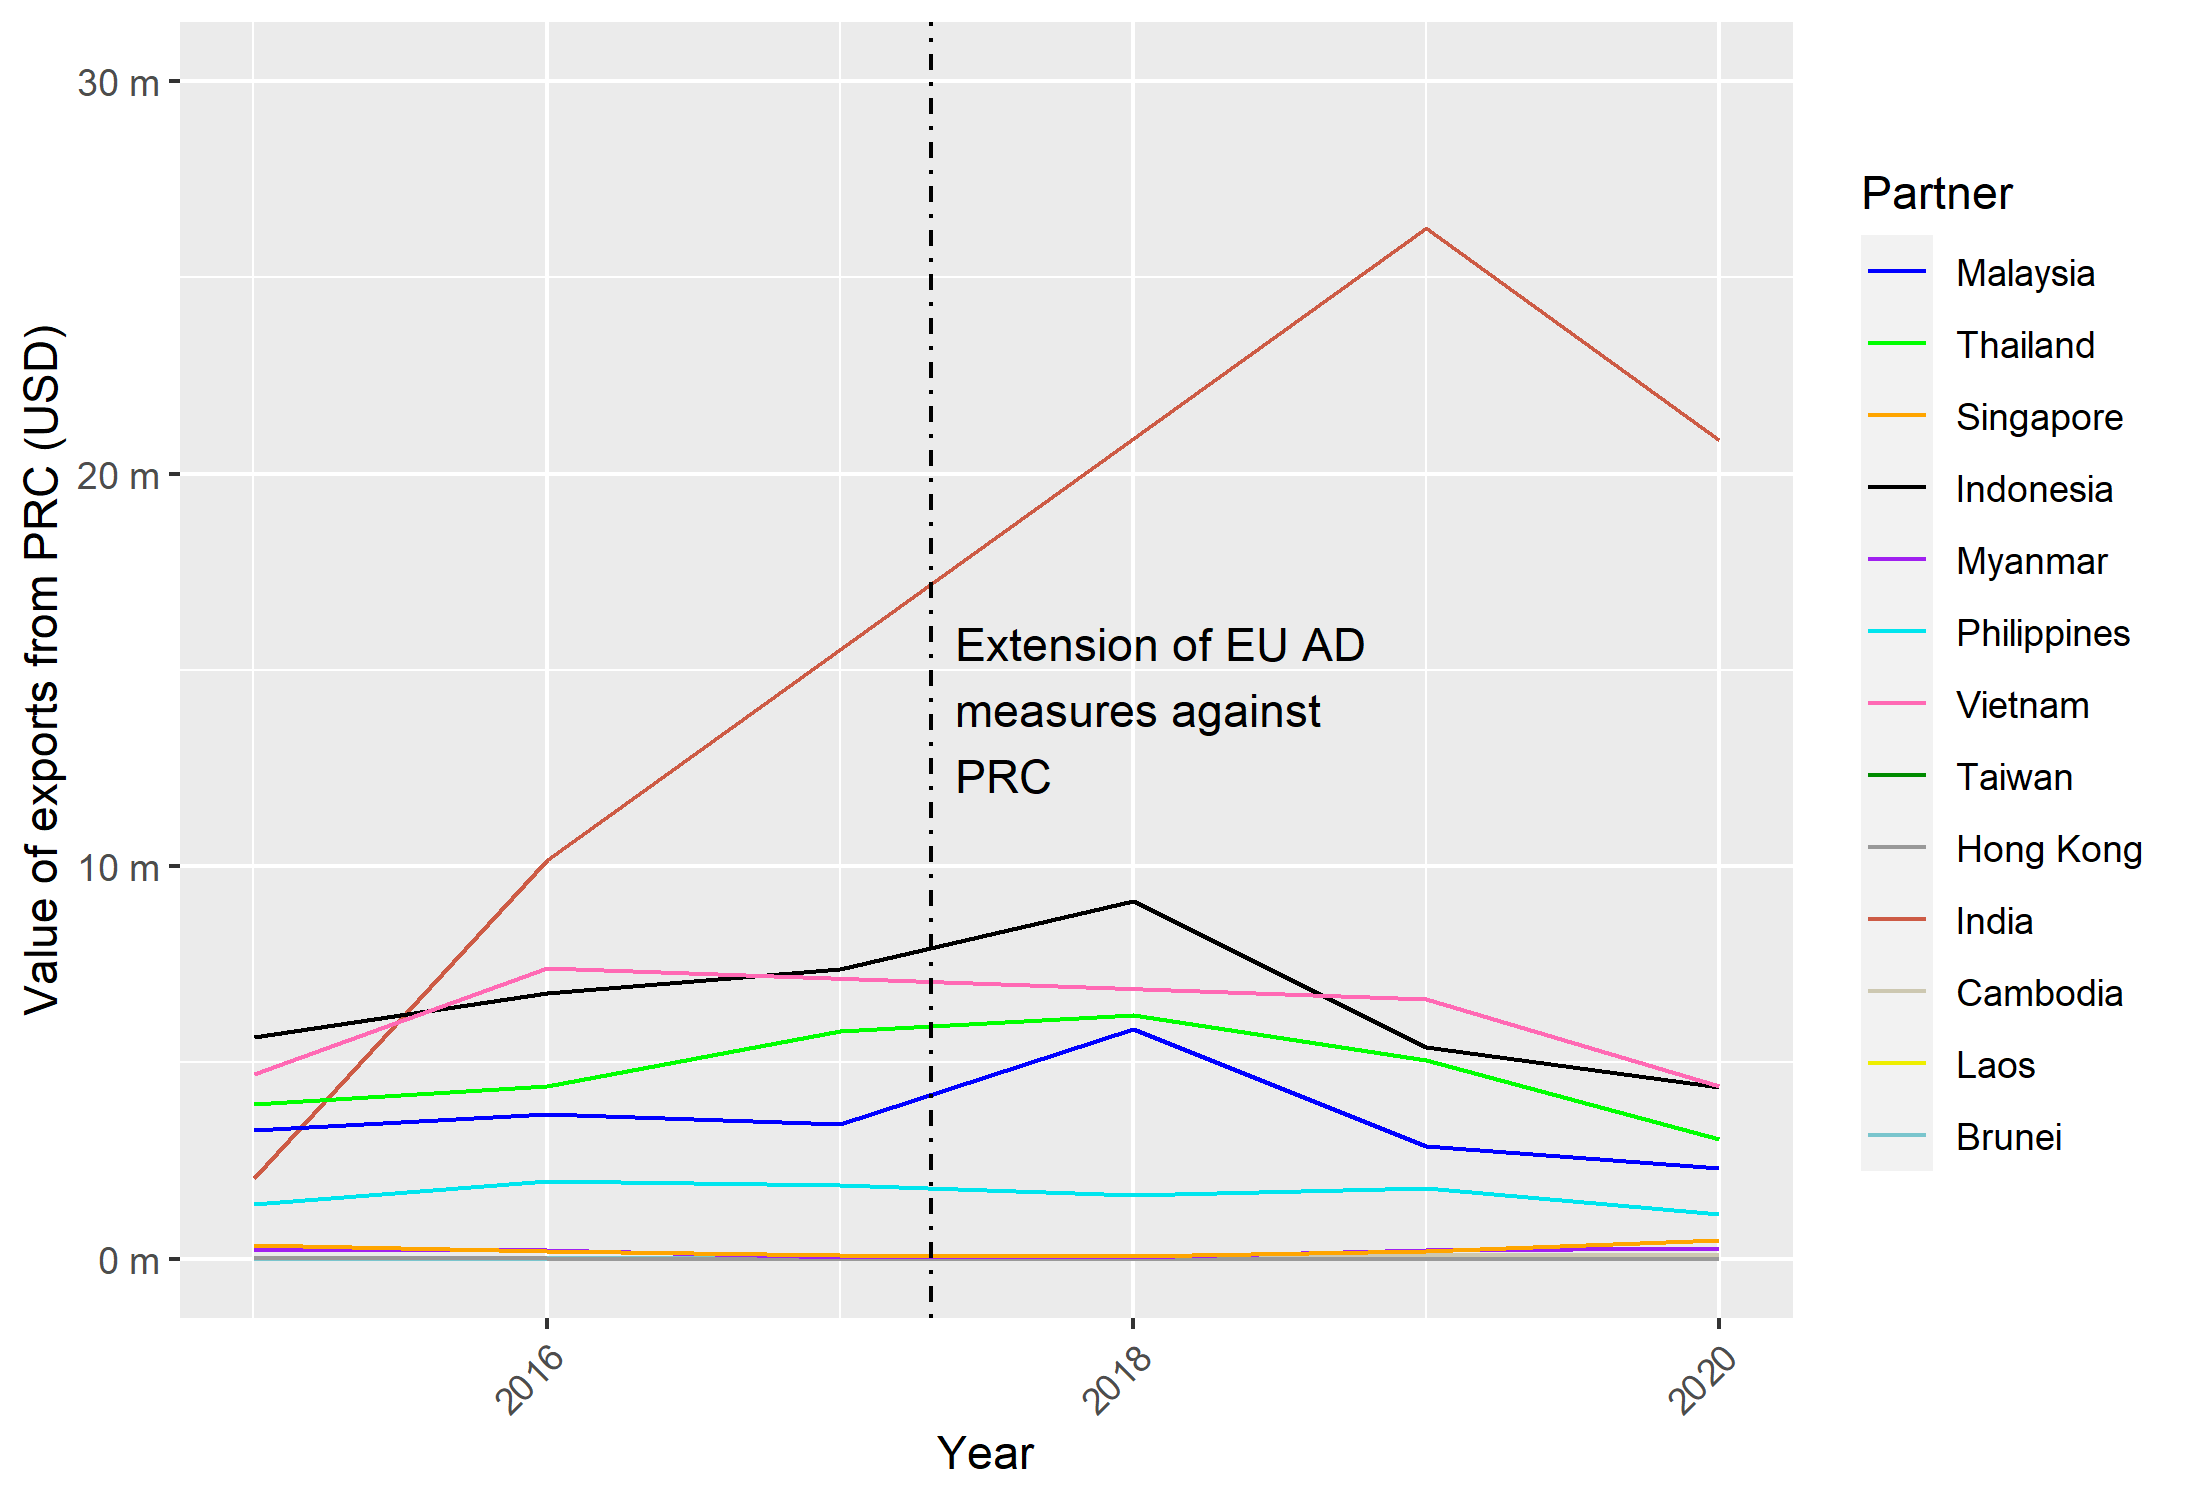 Value of exports from PRC (USD)
30 m
20 m
10 m
0 m
Extension of EU AD
measures against
PRC
2016
2018
2020
Year
Partner
Malaysia
Thailand
Singapore
Indonesia
Myanmar
Philippines
Vietnam
Taiwan
Hong Kong
India
Cambodia
Laos
Brunei